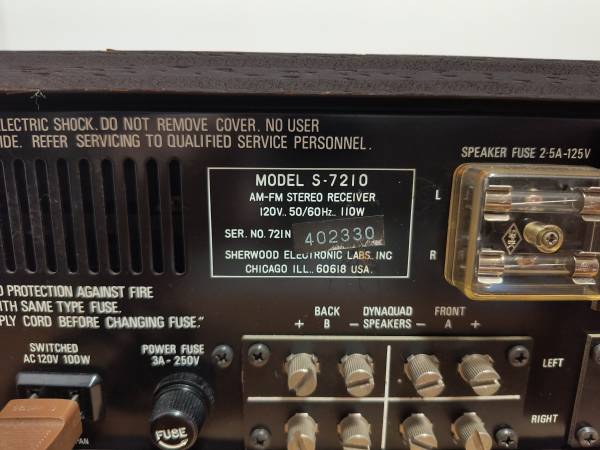 ELECTRIC SHOCK. DO NOT REMOVE COVER. NO USER
IDE. REFER SERVICING TO QUALIFIED SERVICE PERSONNEL.
SPEAKER FUSE 2·5A-125V
MODEL S-7210
AM-FM STEREO RECEIVER
120V.. 50/60Hz.. 110W
SER. NO. 721N 402330
SHERWOOD ELECTRONIC LABS. INC
CHICAGO ILL.. 60618 USA.
L
R
PROTECTION AGAINST FIRE
WITH SAME TYPE FUSE.
PLY CORD BEFORE CHANGING FUSE."
SWITCHED
AC 120V 100W
POWER FUSE
3A-250V
FUSE
BACK DYNAQUAD FRONT
+ B – SPEAKERS – A +
LEFT
RIGHT
PAN